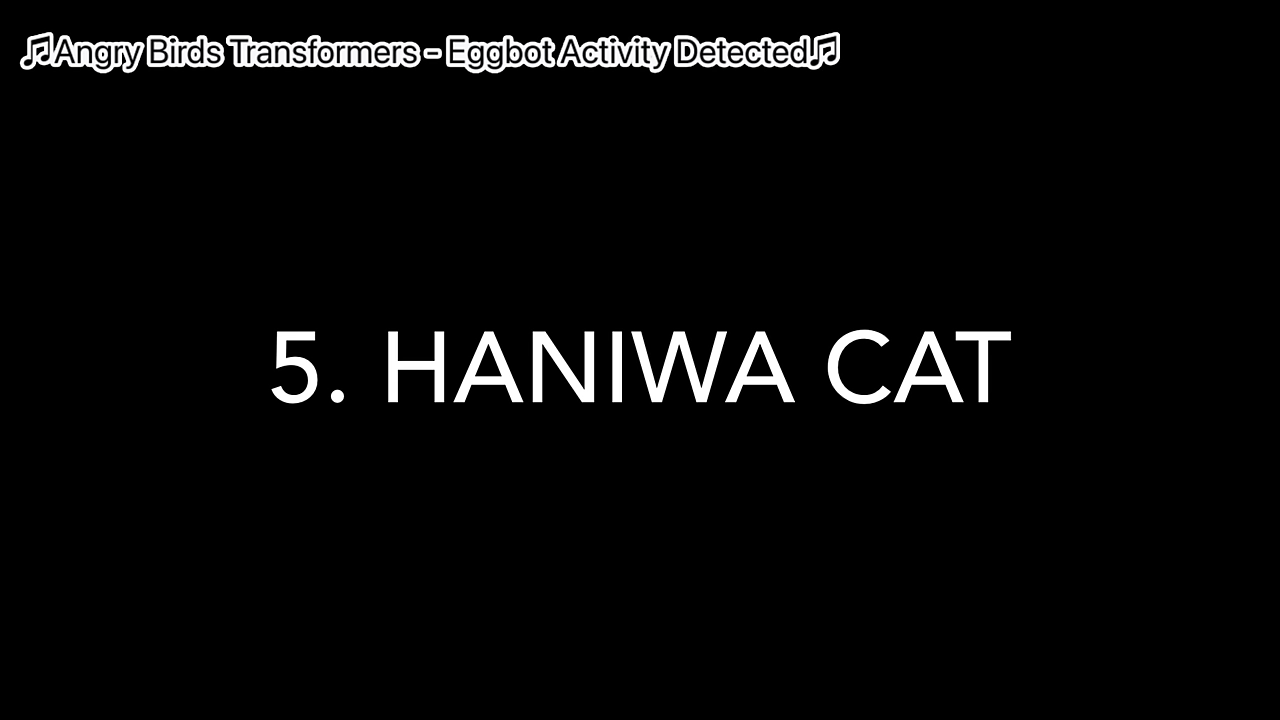 🎵Angry Birds Transformers - Eggbot Activity Detected🎵
5. HANIWA CAT